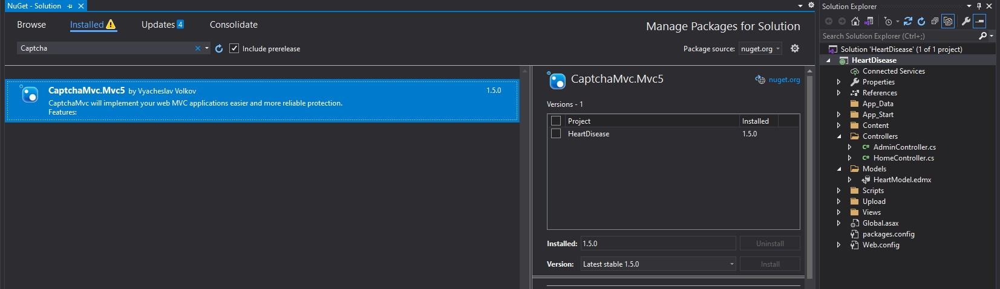 NuGet - Solution
Browse Installed Updates 4 Consolidate
Manage Packages for Solution
Captcha
Include prerelease
Package source: nuget.org
CaptchaMvc.Mvc5 by Vyacheslav Volkov 1.5.0
CaptchaMvc will implement your web MVC applications easier and more reliable protection.
Features:
CaptchaMvc.Mvc5 nuget.org
Versions - 1
Project Installed
HeartDisease 1.5.0
Installed: 1.5.0 Uninstall
Version: Latest stable 1.5.0 Install
Solution Explorer
Search Solution Explorer (Ctrl+;)
Solution 'HeartDisease' (1 of 1 project)
HeartDisease
Connected Services
Properties
References
App_Data
App_Start
Content
Controllers
C# AdminController.cs
C# HomeController.cs
Models
HeartModel.edmx
Scripts
Upload
Views
Global.asax
packages.config
Web.config